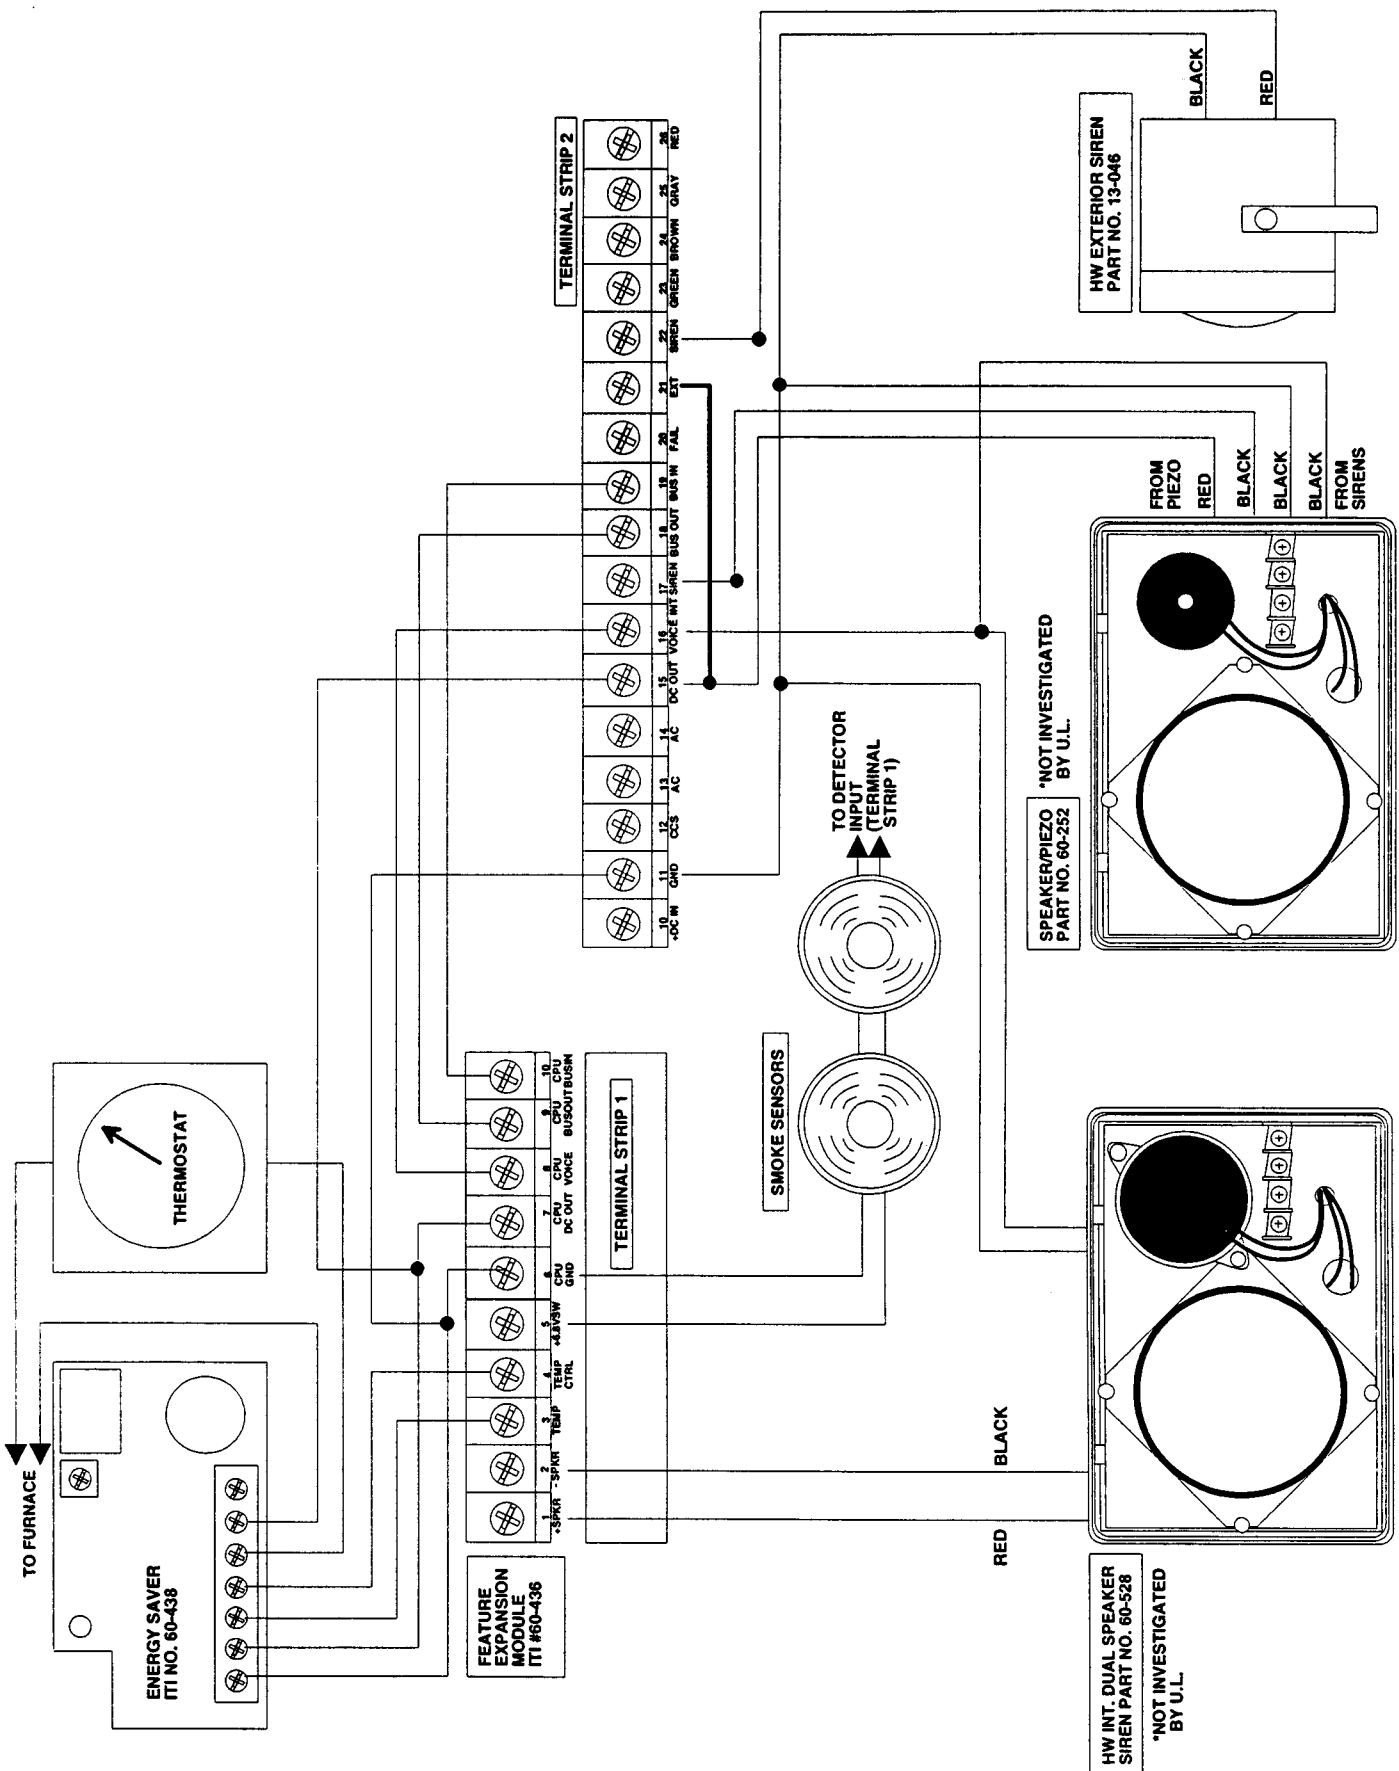 TO FURNACE
ENERGY SAVER
ITI NO. 60-438
THERMOSTAT
FEATURE
EXPANSION
MODULE
ITI #60-436
1
+SPKR
2
- SPKR
3
TEMP
4
TEMP
CTRL
5
+6.8VSW
6
CPU
GND
7
CPU
DC OUT
8
CPU
VOICE
9
CPU
BUSOUT
10
CPU
BUSIN
TERMINAL STRIP 1
TERMINAL STRIP 2
10
+DC IN
11
GND
12
CCS
13
AC
14
AC
15
DC OUT
16
VOICE
17
INT SIREN
18
BUS OUT
19
BUS IN
20
FAIL
21
EXT
22
SIREN
23
GREEN
24
BROWN
25
GRAY
26
RED
SMOKE SENSORS
TO DETECTOR
INPUT
(TERMINAL
STRIP 1)
RED
BLACK
HW INT. DUAL SPEAKER
SIREN PART NO. 60-528
*NOT INVESTIGATED
BY U.L.
SPEAKER/PIEZO
PART NO. 60-252
*NOT INVESTIGATED
BY U.L.
FROM
PIEZO
RED
BLACK
BLACK
BLACK
FROM
SIRENS
HW EXTERIOR SIREN
PART NO. 13-046
BLACK
RED